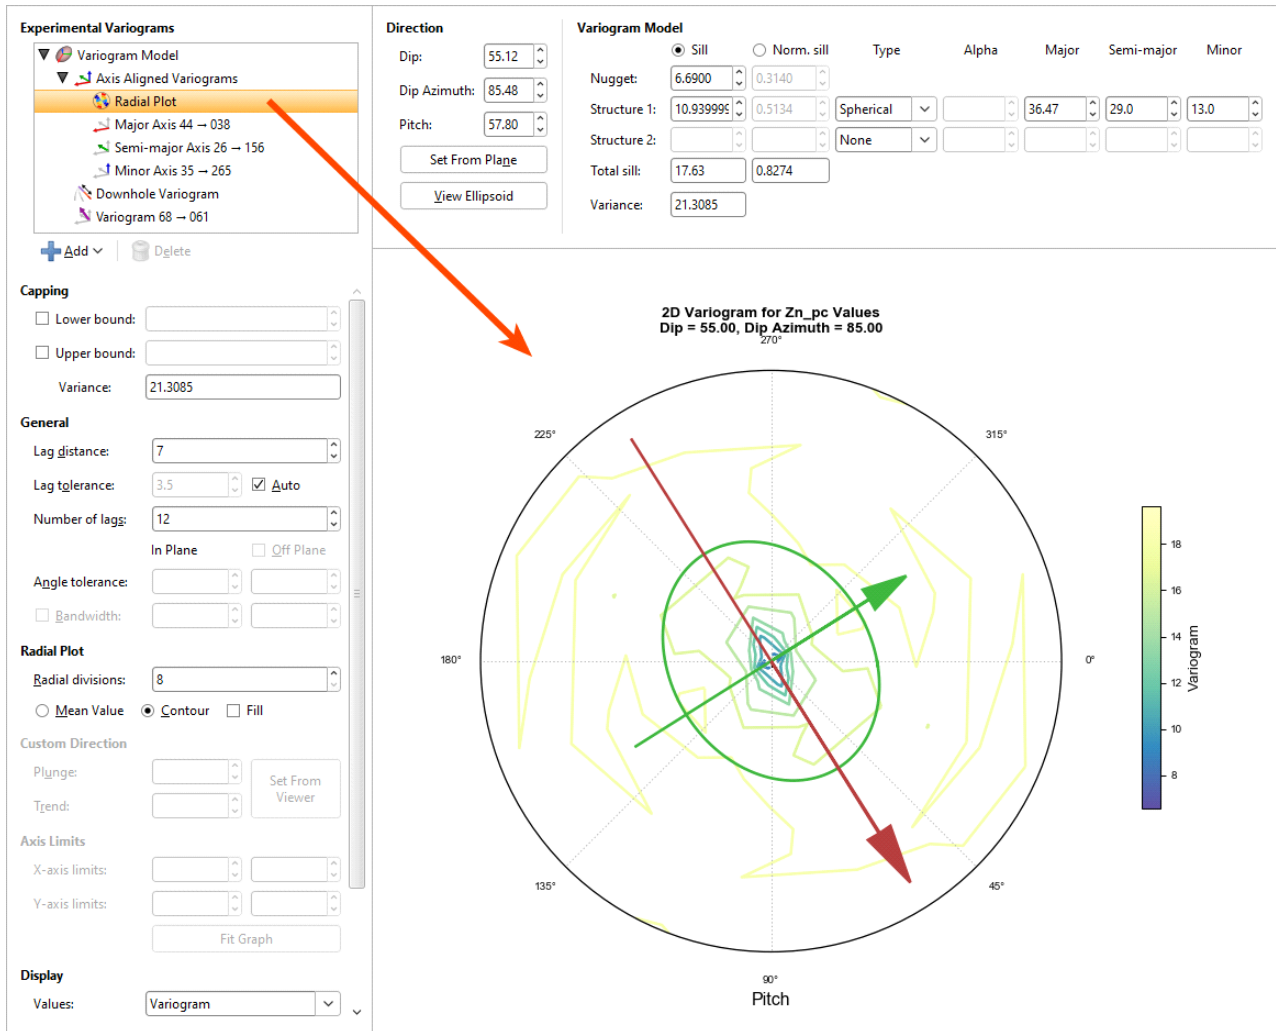 Experimental Variograms
Variogram Model
Axis Aligned Variograms
Radial Plot
Major Axis 44 → 038
Semi-major Axis 26 → 156
Minor Axis 35 → 265
Downhole Variogram
Variogram 68 → 061
Add
Delete
Capping
Lower bound:
Upper bound:
Variance: 21.3085
General
Lag distance: 7
Lag tolerance: 3.5 Auto
Number of lags: 12
In Plane Off Plane
Angle tolerance:
Bandwidth:
Radial Plot
Radial divisions: 8
Mean Value Contour Fill
Custom Direction
Plunge:
Trend:
Set From
Viewer
Axis Limits
X-axis limits:
Y-axis limits:
Fit Graph
Display
Values: Variogram
Direction
Dip: 55.12
Dip Azimuth: 85.48
Pitch: 57.80
Set From Plane
View Ellipsoid
Variogram Model
Sill Norm. sill Type Alpha Major Semi-major Minor
Nugget: 6.6900 0.3140
Structure 1: 10.939999 0.5134 Spherical 36.47 29.0 13.0
Structure 2: None
Total sill: 17.63 0.8274
Variance: 21.3085
2D Variogram for Zn_pc Values
Dip = 55.00, Dip Azimuth = 85.00
270°
225°
315°
180°
0°
135°
45°
90°
Pitch
18
16
14
12
10
8
Variogram